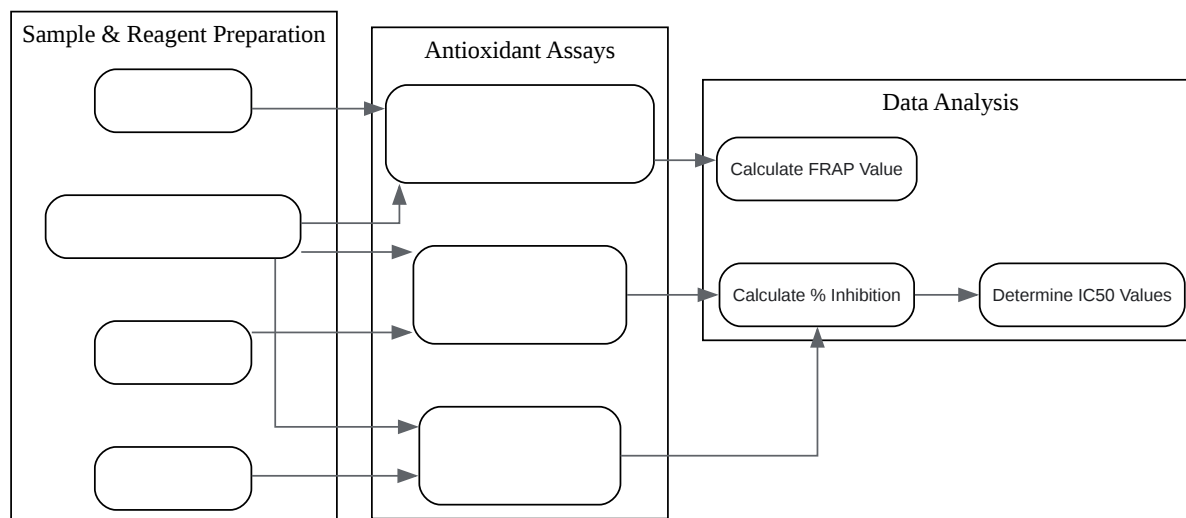 Sample & Reagent Preparation
Antioxidant Assays
Data Analysis
Calculate FRAP Value
Calculate % Inhibition
Determine IC50 Values